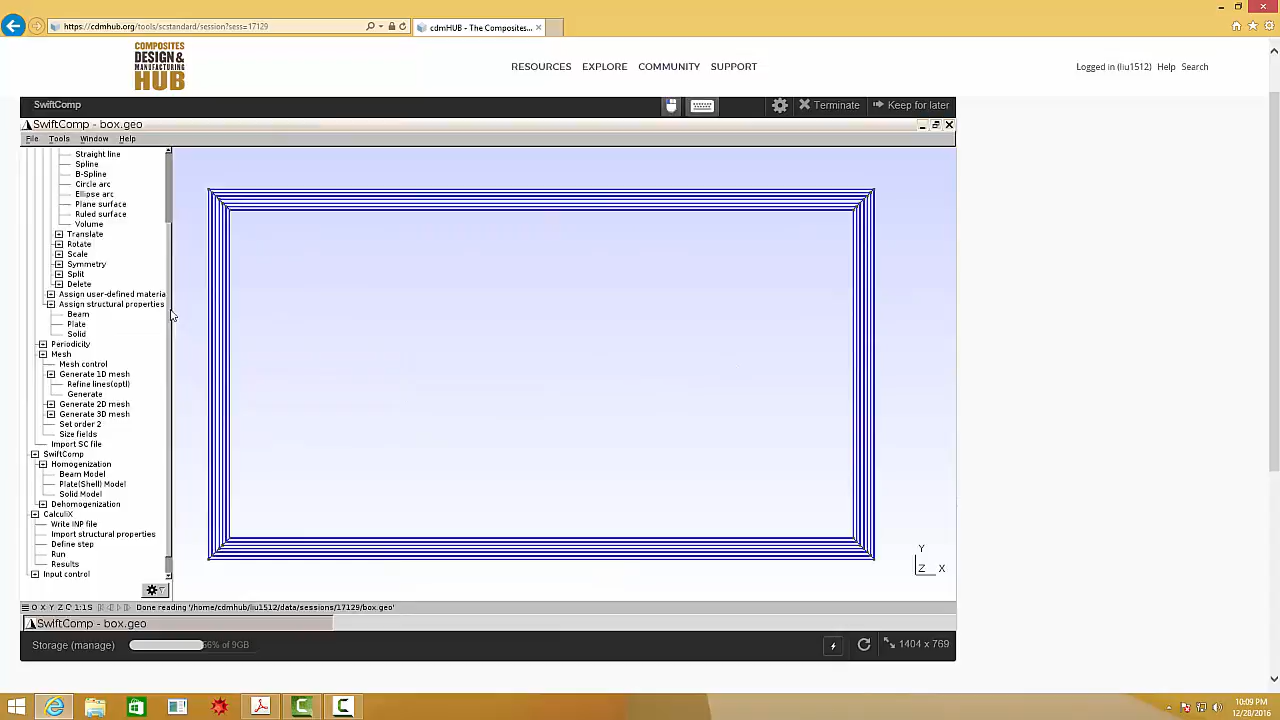 https://cdmhub.org/tools/scstandard/session?sess=17129
cdmHUB - The Composites...
COMPOSITES
DESIGN &
MANUFACTURING
HUB
RESOURCES EXPLORE COMMUNITY SUPPORT
Logged in (liu1512) Help Search
SwiftComp
Terminate
Keep for later
SwiftComp - box.geo
File Tools Window Help
Straight line
Spline
B-Spline
Circle arc
Ellipse arc
Plane surface
Ruled surface
Volume
Translate
Rotate
Scale
Symmetry
Split
Delete
Assign user-defined materia
Assign structural properties
Beam
Plate
Solid
Periodicity
Mesh
Mesh control
Generate 1D mesh
Refine lines(optl)
Generate
Generate 2D mesh
Generate 3D mesh
Set order 2
Size fields
Import SC file
SwiftComp
Homogenization
Beam Model
Plate(Shell) Model
Solid Model
Dehomogenization
CalculiX
Write INP file
Import structural properties
Define step
Run
Results
Input control
Y
Z X
O X Y Z 1:1 S Done reading '/home/cdmhub/liu1512/data/sessions/17129/box.geo'
SwiftComp - box.geo
Storage (manage)
56% of 9GB
1404 x 769
10:09 PM
12/28/2016